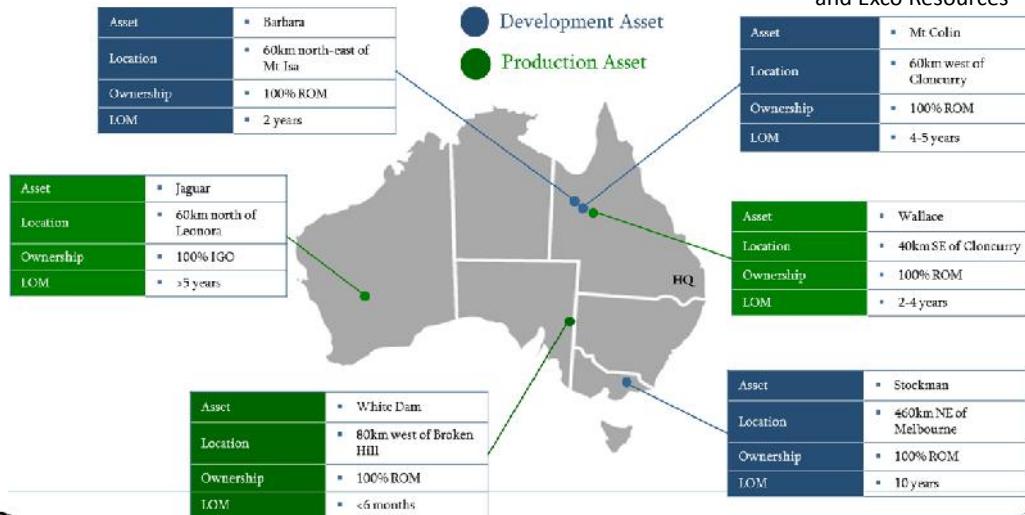 and Exco Resources
Development Asset
Production Asset
Asset ▪ Barbara
Location ▪ 60km north-east of
Mt Isa
Ownership ▪ 100% ROM
LOM ▪ 2 years
Asset ▪ Mt Colin
Location ▪ 60km west of
Cloncurry
Ownership ▪ 100% ROM
LOM ▪ 4-5 years
Asset ▪ Jaguar
Location ▪ 60km north of
Leonora
Ownership ▪ 100% IGO
LOM ▪ >5 years
Asset ▪ Wallace
Location ▪ 40km SE of Cloncurry
Ownership ▪ 100% ROM
LOM ▪ 2-4 years
HQ
Asset ▪ White Dam
Location ▪ 80km west of Broken
Hill
Ownership ▪ 100% ROM
LOM ▪ <6 months
Asset ▪ Stockman
Location ▪ 460km NE of
Melbourne
Ownership ▪ 100% ROM
LOM ▪ 10 years